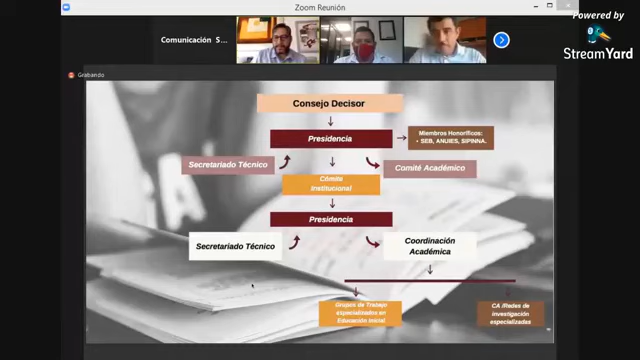 Zoom Reunión
Powered by
StreamYard
Comunicación S...
Grabando
Consejo Decisor
Presidencia
Miembros Honoríficos:
• SEB, ANUIES, SIPINNA.
Secretariado Técnico
Comité Académico
Cómite
Institucional
Presidencia
Secretariado Técnico
Coordinación
Académica
Grupos de Trabajo
especializados en
Educación inicial
CA /Redes de
investigación
especializadas